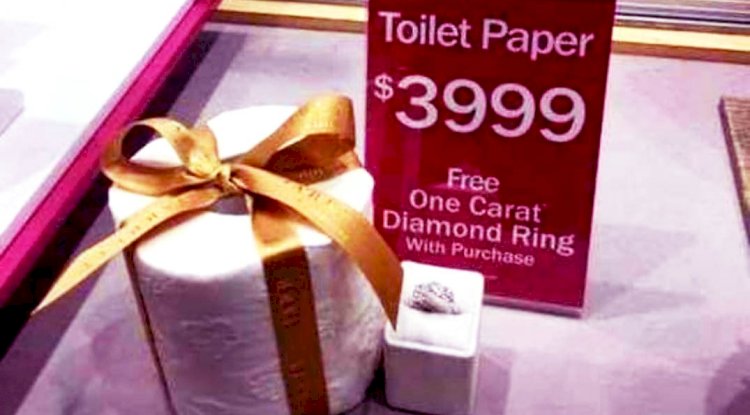 Toilet Paper
$3999
Free
One Carat
Diamond Ring
With Purchase